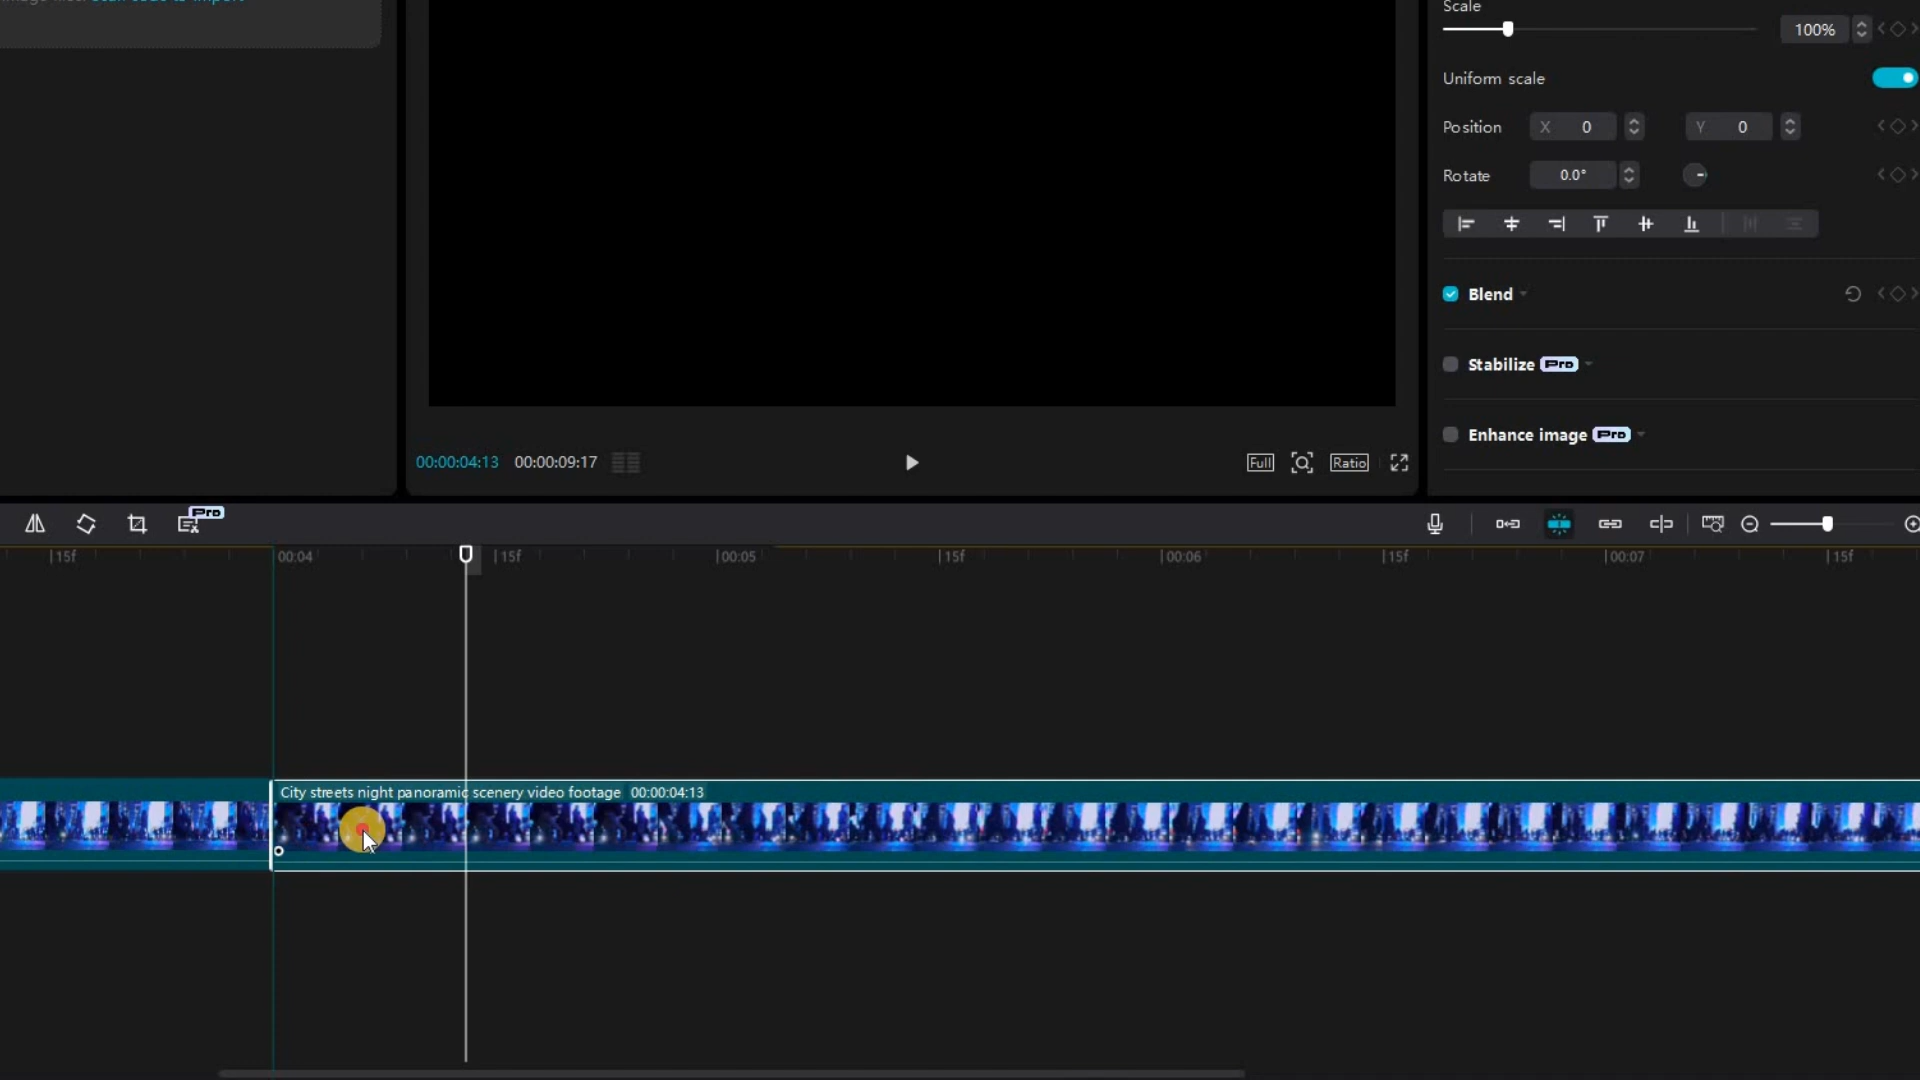 Scale
100%
Uniform scale
Position X 0 Y 0
Rotate 0.0°
Blend
Stabilize Pro
Enhance image Pro
00:00:04:13 00:00:09:17
Full
Ratio
Pro
15f 00:04 15f 00:05 15f 00:06 15f 00:07 15f
City streets night panoramic scenery video footage 00:00:04:13